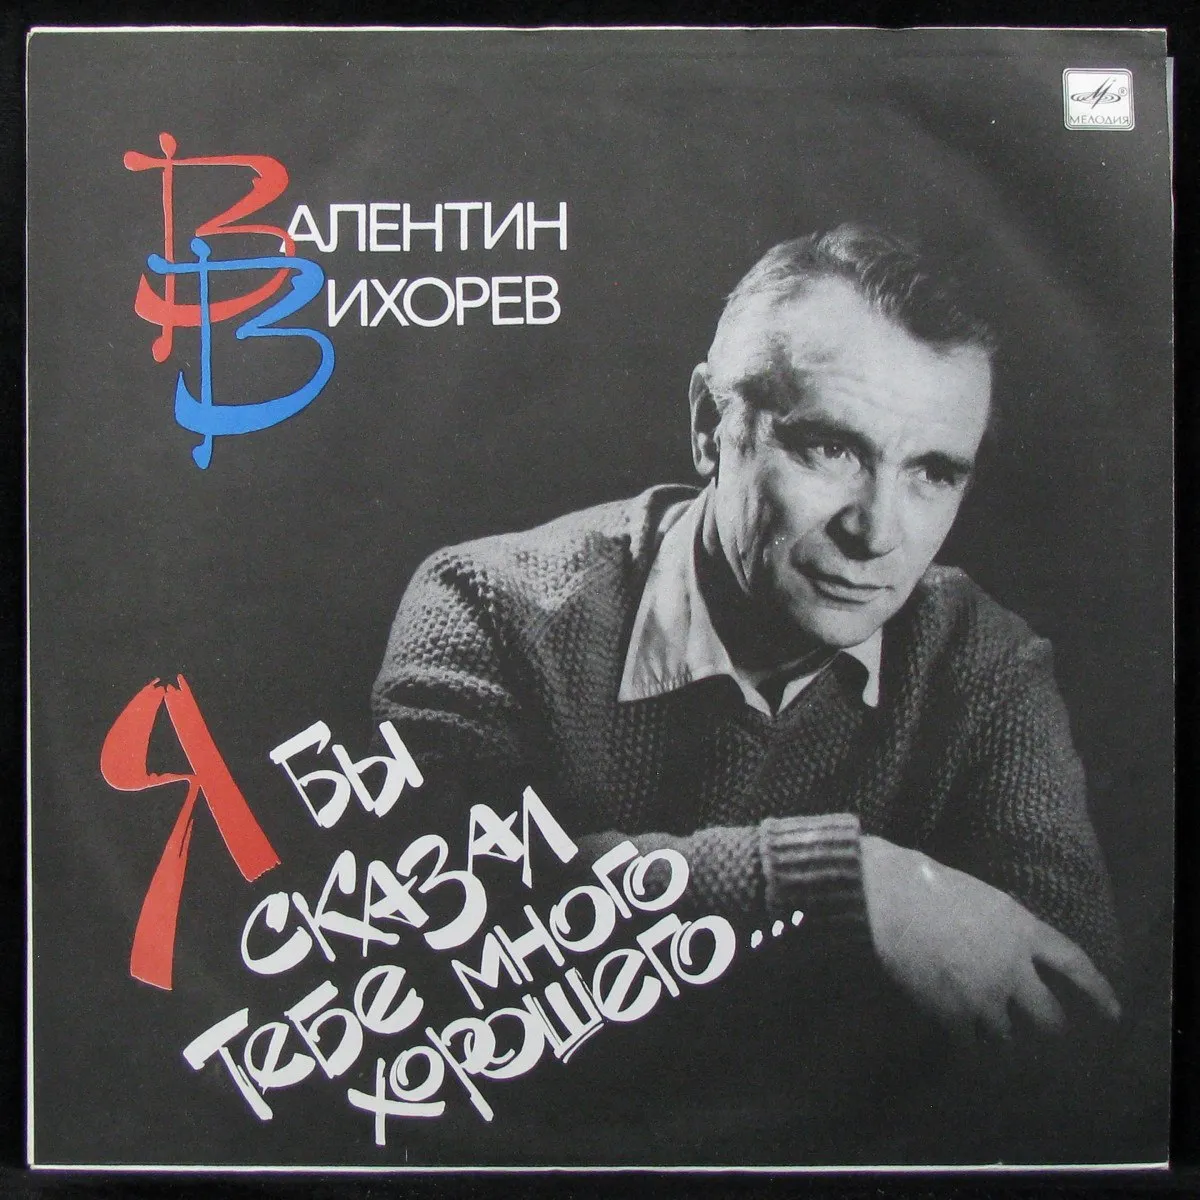 МЕЛОДИЯ
ВАЛЕНТИН
ВИХОРЕВ
Я БЫ
СКАЗАЛ
ТЕБЕ МНОГО
ХОРОШЕГО...